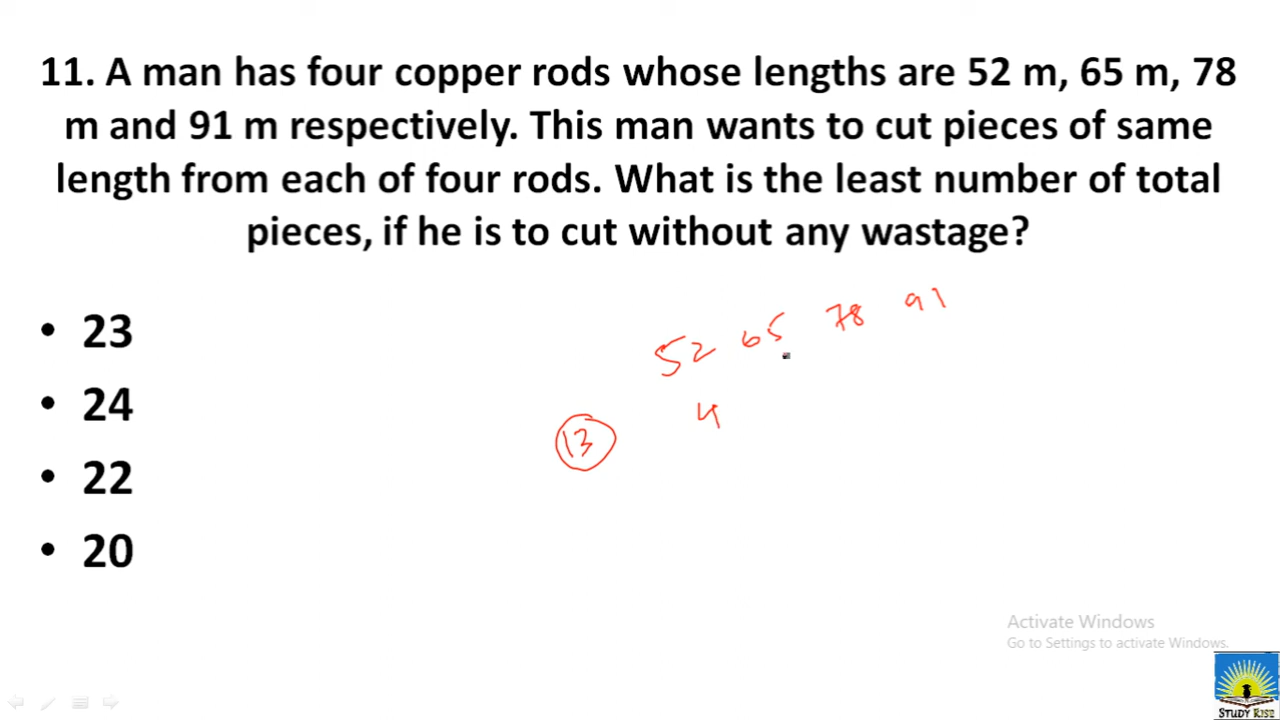 11. A man has four copper rods whose lengths are 52 m, 65 m, 78
m and 91 m respectively. This man wants to cut pieces of same
length from each of four rods. What is the least number of total
pieces, if he is to cut without any wastage?
• 23
52 65 78 91
• 24
13 4
• 22
• 20
Activate Windows
Go to Settings to activate Windows.
STUDY RISE